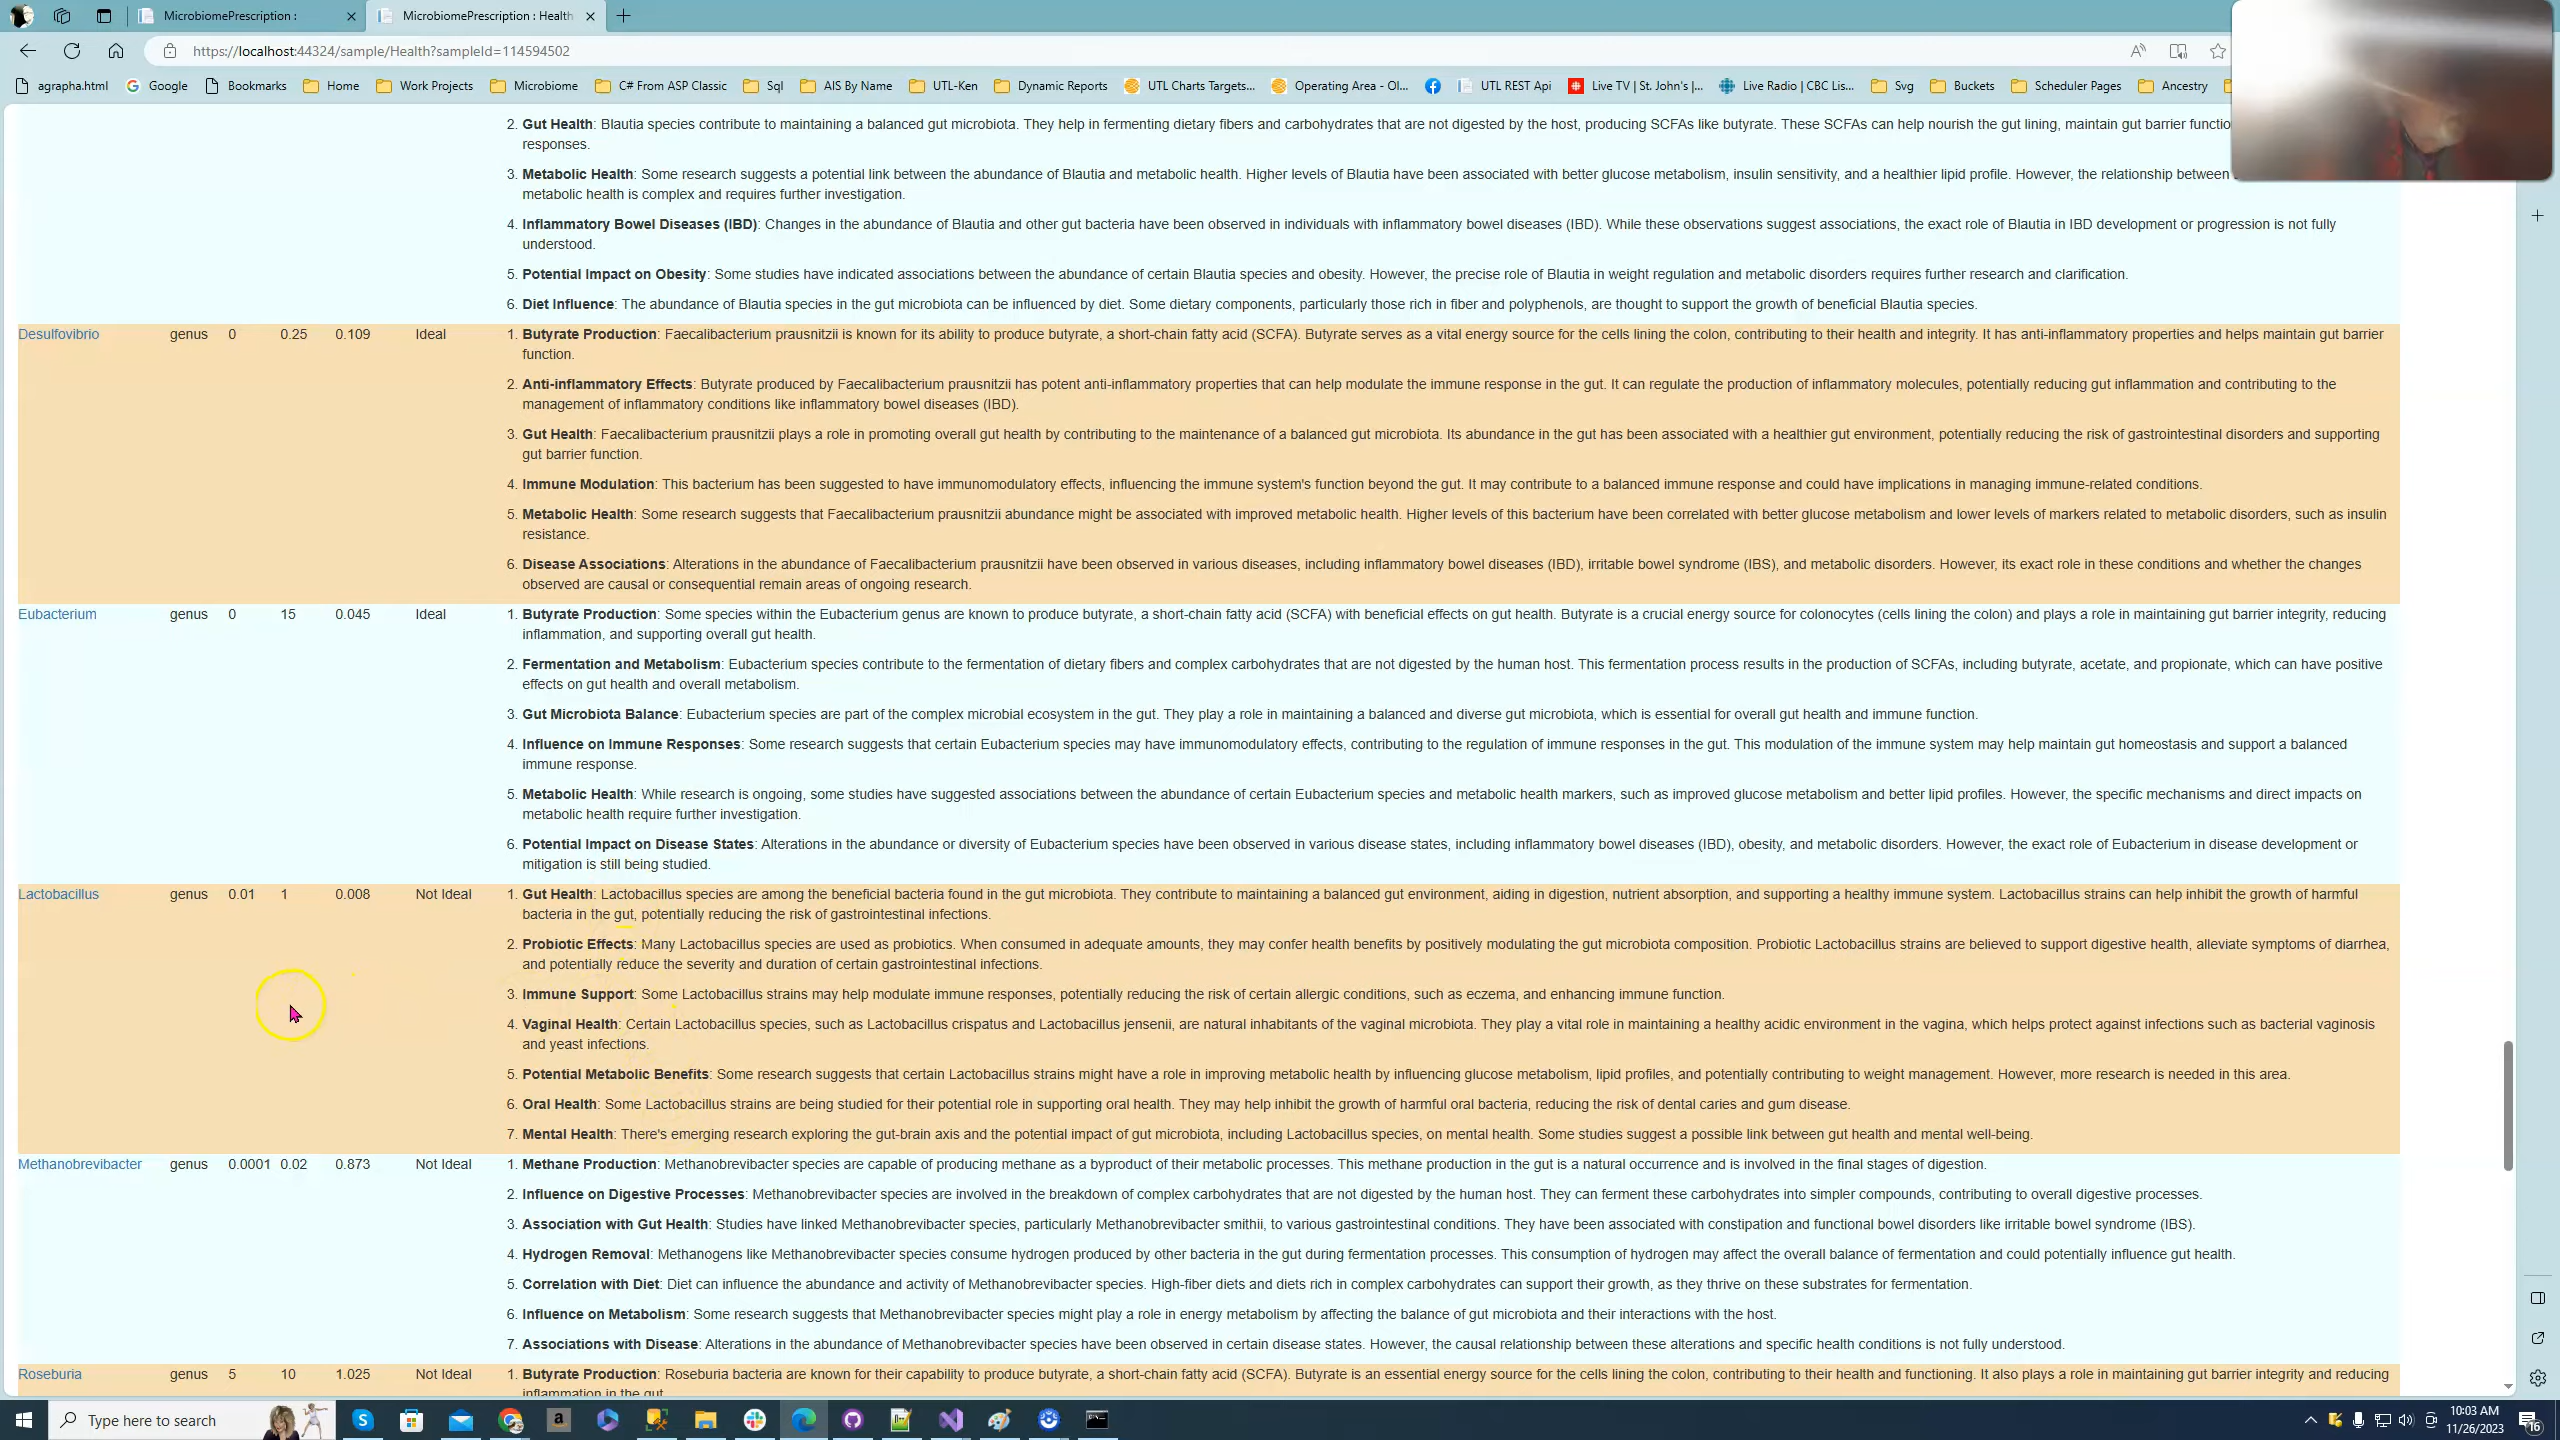 MicrobiomePrescription :
MicrobiomePrescription : Health
https://localhost:44324/sample/Health?sampleId=114594502
agrapha.html Google Bookmarks Home Work Projects Microbiome C# From ASP Classic Sql AIS By Name UTL-Ken Dynamic Reports UTL Charts Targets... Operating Area - Ol... UTL REST Api Live TV | St. John's |... Live Radio | CBC Lis... Svg Buckets Scheduler Pages Ancestry
2. Gut Health: Blautia species contribute to maintaining a balanced gut microbiota. They help in fermenting dietary fibers and carbohydrates that are not digested by the host, producing SCFAs like butyrate. These SCFAs can help nourish the gut lining, maintain gut barrier functio
responses.
3. Metabolic Health: Some research suggests a potential link between the abundance of Blautia and metabolic health. Higher levels of Blautia have been associated with better glucose metabolism, insulin sensitivity, and a healthier lipid profile. However, the relationship between
metabolic health is complex and requires further investigation.
4. Inflammatory Bowel Diseases (IBD): Changes in the abundance of Blautia and other gut bacteria have been observed in individuals with inflammatory bowel diseases (IBD). While these observations suggest associations, the exact role of Blautia in IBD development or progression is not fully
understood.
5. Potential Impact on Obesity: Some studies have indicated associations between the abundance of certain Blautia species and obesity. However, the precise role of Blautia in weight regulation and metabolic disorders requires further research and clarification.
6. Diet Influence: The abundance of Blautia species in the gut microbiota can be influenced by diet. Some dietary components, particularly those rich in fiber and polyphenols, are thought to support the growth of beneficial Blautia species.
Desulfovibrio genus 0 0.25 0.109 Ideal 1. Butyrate Production: Faecalibacterium prausnitzii is known for its ability to produce butyrate, a short-chain fatty acid (SCFA). Butyrate serves as a vital energy source for the cells lining the colon, contributing to their health and integrity. It has anti-inflammatory properties and helps maintain gut barrier
function.
2. Anti-inflammatory Effects: Butyrate produced by Faecalibacterium prausnitzii has potent anti-inflammatory properties that can help modulate the immune response in the gut. It can regulate the production of inflammatory molecules, potentially reducing gut inflammation and contributing to the
management of inflammatory conditions like inflammatory bowel diseases (IBD).
3. Gut Health: Faecalibacterium prausnitzii plays a role in promoting overall gut health by contributing to the maintenance of a balanced gut microbiota. Its abundance in the gut has been associated with a healthier gut environment, potentially reducing the risk of gastrointestinal disorders and supporting
gut barrier function.
4. Immune Modulation: This bacterium has been suggested to have immunomodulatory effects, influencing the immune system's function beyond the gut. It may contribute to a balanced immune response and could have implications in managing immune-related conditions.
5. Metabolic Health: Some research suggests that Faecalibacterium prausnitzii abundance might be associated with improved metabolic health. Higher levels of this bacterium have been correlated with better glucose metabolism and lower levels of markers related to metabolic disorders, such as insulin
resistance.
6. Disease Associations: Alterations in the abundance of Faecalibacterium prausnitzii have been observed in various diseases, including inflammatory bowel diseases (IBD), irritable bowel syndrome (IBS), and metabolic disorders. However, its exact role in these conditions and whether the changes
observed are causal or consequential remain areas of ongoing research.
Eubacterium genus 0 15 0.045 Ideal 1. Butyrate Production: Some species within the Eubacterium genus are known to produce butyrate, a short-chain fatty acid (SCFA) with beneficial effects on gut health. Butyrate is a crucial energy source for colonocytes (cells lining the colon) and plays a role in maintaining gut barrier integrity, reducing
inflammation, and supporting overall gut health.
2. Fermentation and Metabolism: Eubacterium species contribute to the fermentation of dietary fibers and complex carbohydrates that are not digested by the human host. This fermentation process results in the production of SCFAs, including butyrate, acetate, and propionate, which can have positive
effects on gut health and overall metabolism.
3. Gut Microbiota Balance: Eubacterium species are part of the complex microbial ecosystem in the gut. They play a role in maintaining a balanced and diverse gut microbiota, which is essential for overall gut health and immune function.
4. Influence on Immune Responses: Some research suggests that certain Eubacterium species may have immunomodulatory effects, contributing to the regulation of immune responses in the gut. This modulation of the immune system may help maintain gut homeostasis and support a balanced
immune response.
5. Metabolic Health: While research is ongoing, some studies have suggested associations between the abundance of certain Eubacterium species and metabolic health markers, such as improved glucose metabolism and better lipid profiles. However, the specific mechanisms and direct impacts on
metabolic health require further investigation.
6. Potential Impact on Disease States: Alterations in the abundance or diversity of Eubacterium species have been observed in various disease states, including inflammatory bowel diseases (IBD), obesity, and metabolic disorders. However, the exact role of Eubacterium in disease development or
mitigation is still being studied.
Lactobacillus genus 0.01 1 0.008 Not Ideal 1. Gut Health: Lactobacillus species are among the beneficial bacteria found in the gut microbiota. They contribute to maintaining a balanced gut environment, aiding in digestion, nutrient absorption, and supporting a healthy immune system. Lactobacillus strains can help inhibit the growth of harmful
bacteria in the gut, potentially reducing the risk of gastrointestinal infections.
2. Probiotic Effects: Many Lactobacillus species are used as probiotics. When consumed in adequate amounts, they may confer health benefits by positively modulating the gut microbiota composition. Probiotic Lactobacillus strains are believed to support digestive health, alleviate symptoms of diarrhea,
and potentially reduce the severity and duration of certain gastrointestinal infections.
3. Immune Support: Some Lactobacillus strains may help modulate immune responses, potentially reducing the risk of certain allergic conditions, such as eczema, and enhancing immune function.
4. Vaginal Health: Certain Lactobacillus species, such as Lactobacillus crispatus and Lactobacillus jensenii, are natural inhabitants of the vaginal microbiota. They play a vital role in maintaining a healthy acidic environment in the vagina, which helps protect against infections such as bacterial vaginosis
and yeast infections.
5. Potential Metabolic Benefits: Some research suggests that certain Lactobacillus strains might have a role in improving metabolic health by influencing glucose metabolism, lipid profiles, and potentially contributing to weight management. However, more research is needed in this area.
6. Oral Health: Some Lactobacillus strains are being studied for their potential role in supporting oral health. They may help inhibit the growth of harmful oral bacteria, reducing the risk of dental caries and gum disease.
7. Mental Health: There's emerging research exploring the gut-brain axis and the potential impact of gut microbiota, including Lactobacillus species, on mental health. Some studies suggest a possible link between gut health and mental well-being.
Methanobrevibacter genus 0.0001 0.02 0.873 Not Ideal 1. Methane Production: Methanobrevibacter species are capable of producing methane as a byproduct of their metabolic processes. This methane production in the gut is a natural occurrence and is involved in the final stages of digestion.
2. Influence on Digestive Processes: Methanobrevibacter species are involved in the breakdown of complex carbohydrates that are not digested by the human host. They can ferment these carbohydrates into simpler compounds, contributing to overall digestive processes.
3. Association with Gut Health: Studies have linked Methanobrevibacter species, particularly Methanobrevibacter smithii, to various gastrointestinal conditions. They have been associated with constipation and functional bowel disorders like irritable bowel syndrome (IBS).
4. Hydrogen Removal: Methanogens like Methanobrevibacter species consume hydrogen produced by other bacteria in the gut during fermentation processes. This consumption of hydrogen may affect the overall balance of fermentation and could potentially influence gut health.
5. Correlation with Diet: Diet can influence the abundance and activity of Methanobrevibacter species. High-fiber diets and diets rich in complex carbohydrates can support their growth, as they thrive on these substrates for fermentation.
6. Influence on Metabolism: Some research suggests that Methanobrevibacter species might play a role in energy metabolism by affecting the balance of gut microbiota and their interactions with the host.
7. Associations with Disease: Alterations in the abundance of Methanobrevibacter species have been observed in certain disease states. However, the causal relationship between these alterations and specific health conditions is not fully understood.
Roseburia genus 5 10 1.025 Not Ideal 1. Butyrate Production: Roseburia bacteria are known for their capability to produce butyrate, a short-chain fatty acid (SCFA). Butyrate is an essential energy source for the cells lining the colon, contributing to their health and functioning. It also plays a role in maintaining gut barrier integrity and reducing
inflammation in the gut
Type here to search
10:03 AM
11/26/2023
16